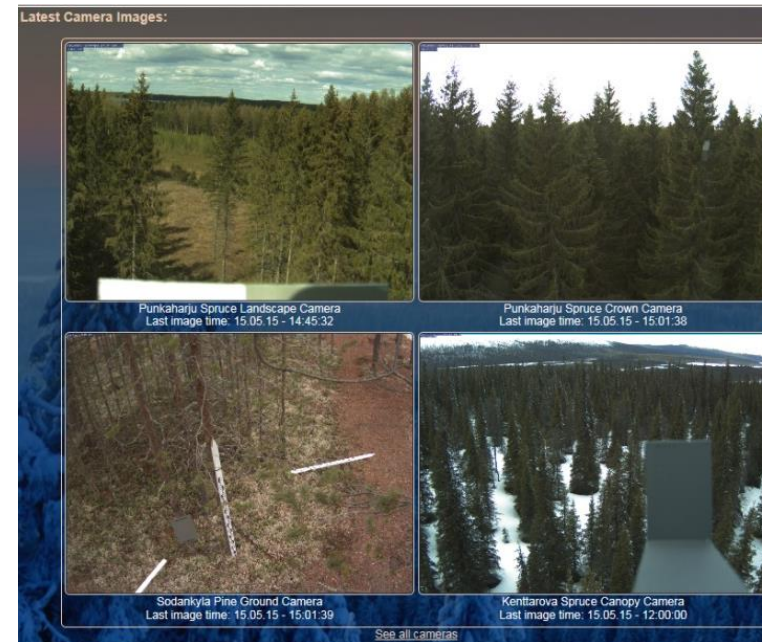 Latest Camera Images:
Punkaharju Spruce Landscape Camera
Last image time: 15.05.15 - 14:45:32
Punkaharju Spruce Crown Camera
Last image time: 15.05.15 - 15:01:38
Sodankyla Pine Ground Camera
Last image time: 15.05.15 - 15:01:39
Kenttarova Spruce Canopy Camera
Last image time: 15.05.15 - 12:00:00
See all cameras